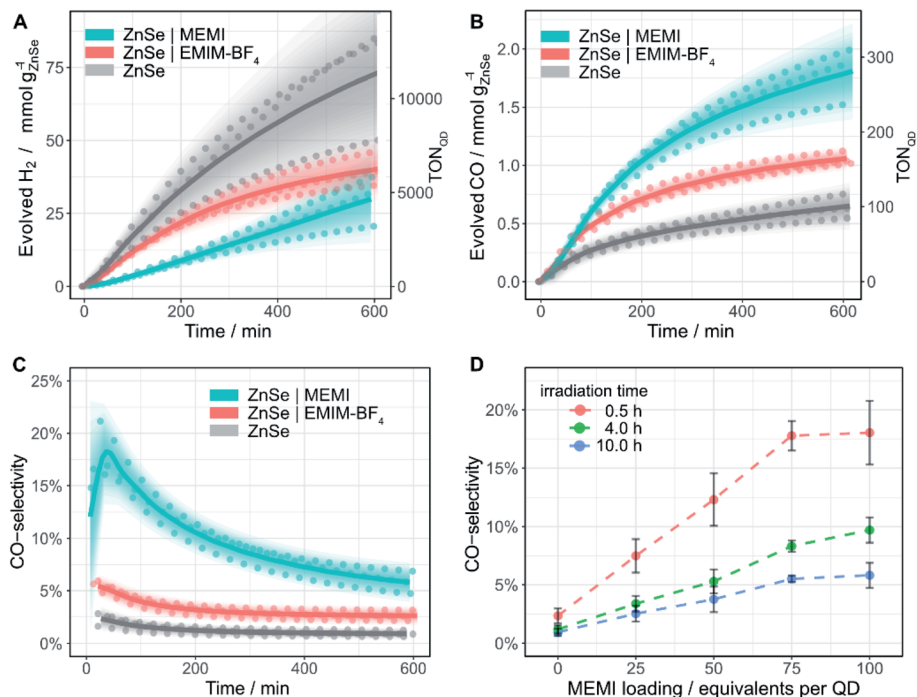 A
ZnSe | MEMI
ZnSe | EMIM-BF4
ZnSe
Evolved H2 / mmol g-1 ZnSe
75
50
25
0
10000
5000
0
TONQD
0 200 400 600
Time / min
B
ZnSe | MEMI
ZnSe | EMIM-BF4
ZnSe
Evolved CO / mmol g-1 ZnSe
2.0
1.5
1.0
0.5
0.0
300
200
100
0
TONQD
0 200 400 600
Time / min
C
ZnSe | MEMI
ZnSe | EMIM-BF4
ZnSe
CO-selectivity
25%
20%
15%
10%
5%
0%
0 200 400 600
Time / min
D
irradiation time
0.5 h
4.0 h
10.0 h
CO-selectivity
20%
15%
10%
5%
0%
0 25 50 75 100
MEMI loading / equivalents per QD